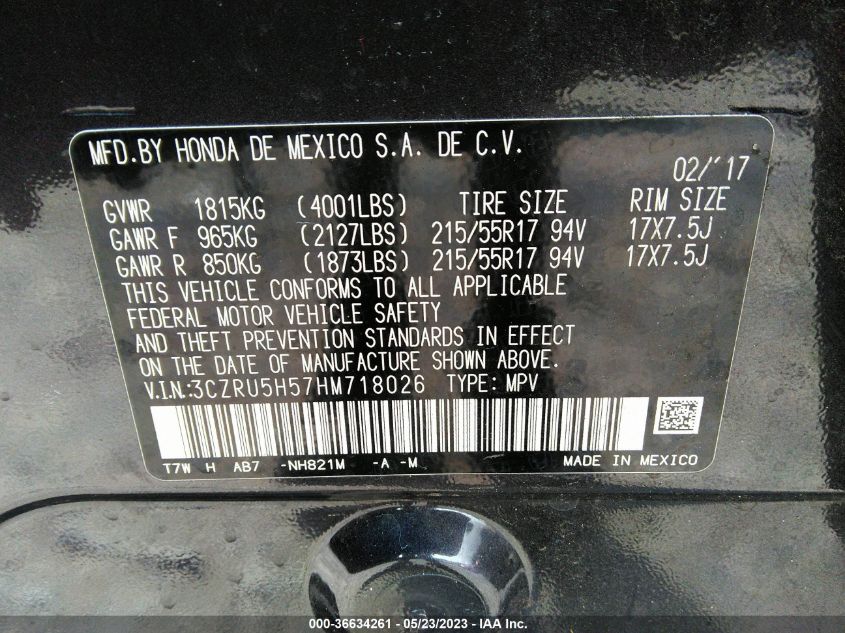 MFD.BY HONDA DE MEXICO S.A. DE C.V.
02/'17
GVWR 1815KG (4001LBS) TIRE SIZE RIM SIZE
GAWR F 965KG (2127LBS) 215/55R17 94V 17X7.5J
GAWR R 850KG (1873LBS) 215/55R17 94V 17X7.5J
THIS VEHICLE CONFORMS TO ALL APPLICABLE
FEDERAL MOTOR VEHICLE SAFETY
AND THEFT PREVENTION STANDARDS IN EFFECT
ON THE DATE OF MANUFACTURE SHOWN ABOVE.
V.I.N:3CZRU5H57HM718026 TYPE: MPV
T7W H AB7 -NH821M -A -M MADE IN MEXICO
000-36634261 - 05/23/2023 - IAA Inc.